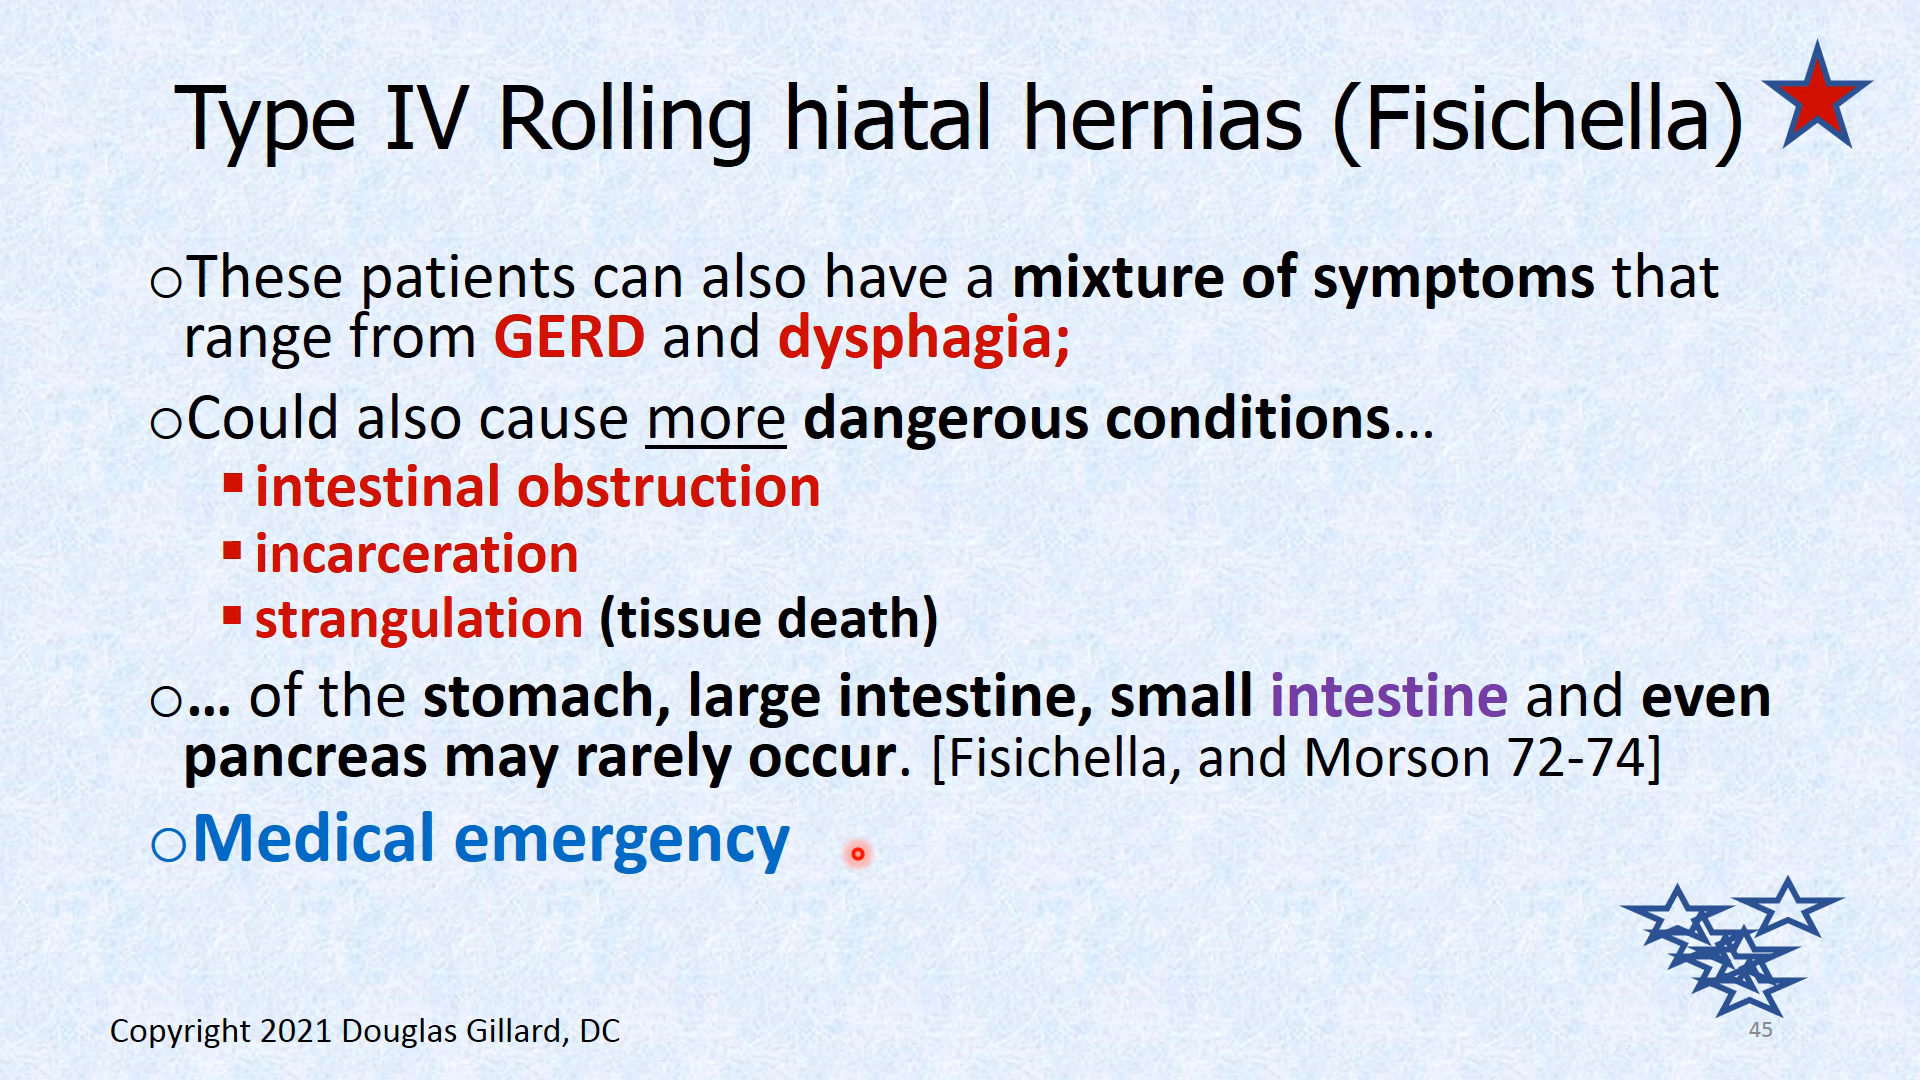 Type IV Rolling hiatal hernias (Fisichella)
oThese patients can also have a mixture of symptoms that
range from GERD and dysphagia;
oCould also cause more dangerous conditions…
▪intestinal obstruction
▪incarceration
▪strangulation (tissue death)
o… of the stomach, large intestine, small intestine and even
pancreas may rarely occur. [Fisichella, and Morson 72-74]
oMedical emergency
Copyright 2021 Douglas Gillard, DC
45